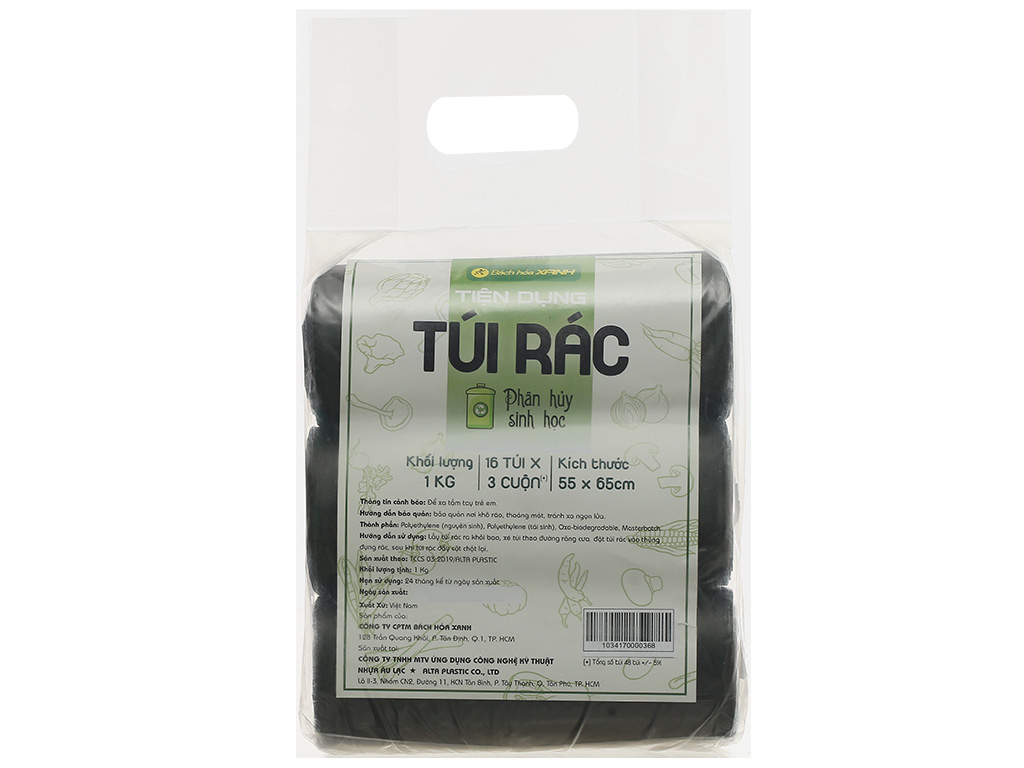 Bách hóa XANH
TIỆN DỤNG
TÚI RÁC
Phân hủy
sinh học
Khối lượng
1 KG
16 TÚI X
3 CUỘN(*)
Kích thước
55 x 65cm
Thông tin cảnh báo: Để xa tầm tay trẻ em.
Hướng dẫn bảo quản: bảo quản nơi khô ráo, thoáng mát, tránh xa ngọn lửa.
Thành phần: Polyethylene (nguyên sinh), Polyethylene (tái sinh), Oxo-biodegradable, Masterbatch.
Hướng dẫn sử dụng: Lấy túi rác ra khỏi bao, xé túi theo đường răng cưa, đặt túi rác vào thùng
đựng rác, sau khi túi rác đầy cột chặt lại.
Sản xuất theo: TCCS 03:2019/ALTA PLASTIC
Khối lượng tịnh: 1 Kg
Hạn sử dụng: 24 tháng kể từ ngày sản xuất
Ngày sản xuất:
Xuất Xứ: Việt Nam
Sản phẩm của:
CÔNG TY CPTM BÁCH HÓA XANH
128 Trần Quang Khải, P. Tân Định, Q.1, TP. HCM
Sản xuất tại:
CÔNG TY TNHH MTV ỨNG DỤNG CÔNG NGHỆ KỸ THUẬT
NHỰA ÂU LẠC ★ ALTA PLASTIC CO., LTD
Lô II-3, Nhóm CN2, Đường 11, KCN Tân Bình, P. Tây Thạnh, Q. Tân Phú, TP. HCM
1034170000368
(*) Tổng số túi 48 túi +/- 5%